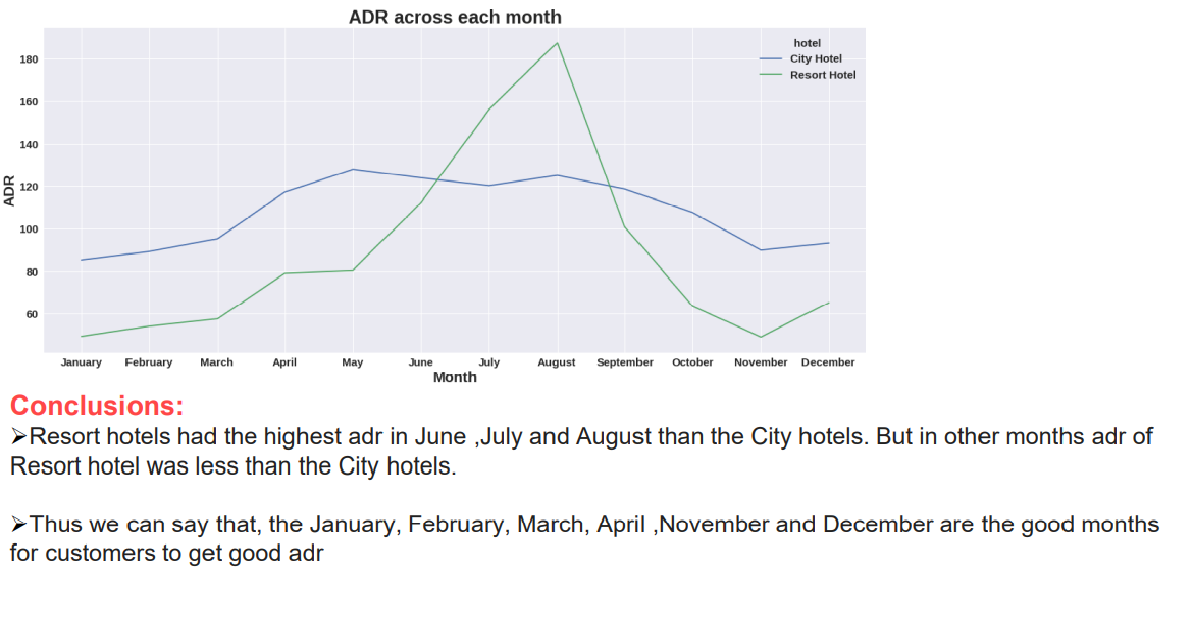 ADR across each month
hotel
City Hotel
Resort Hotel
180
160
140
120
100
80
60
ADR
January February March April May June July August September October November December
Month
Conclusions:
➢Resort hotels had the highest adr in June ,July and August than the City hotels. But in other months adr of
Resort hotel was less than the City hotels.
➢Thus we can say that, the January, February, March, April ,November and December are the good months
for customers to get good adr